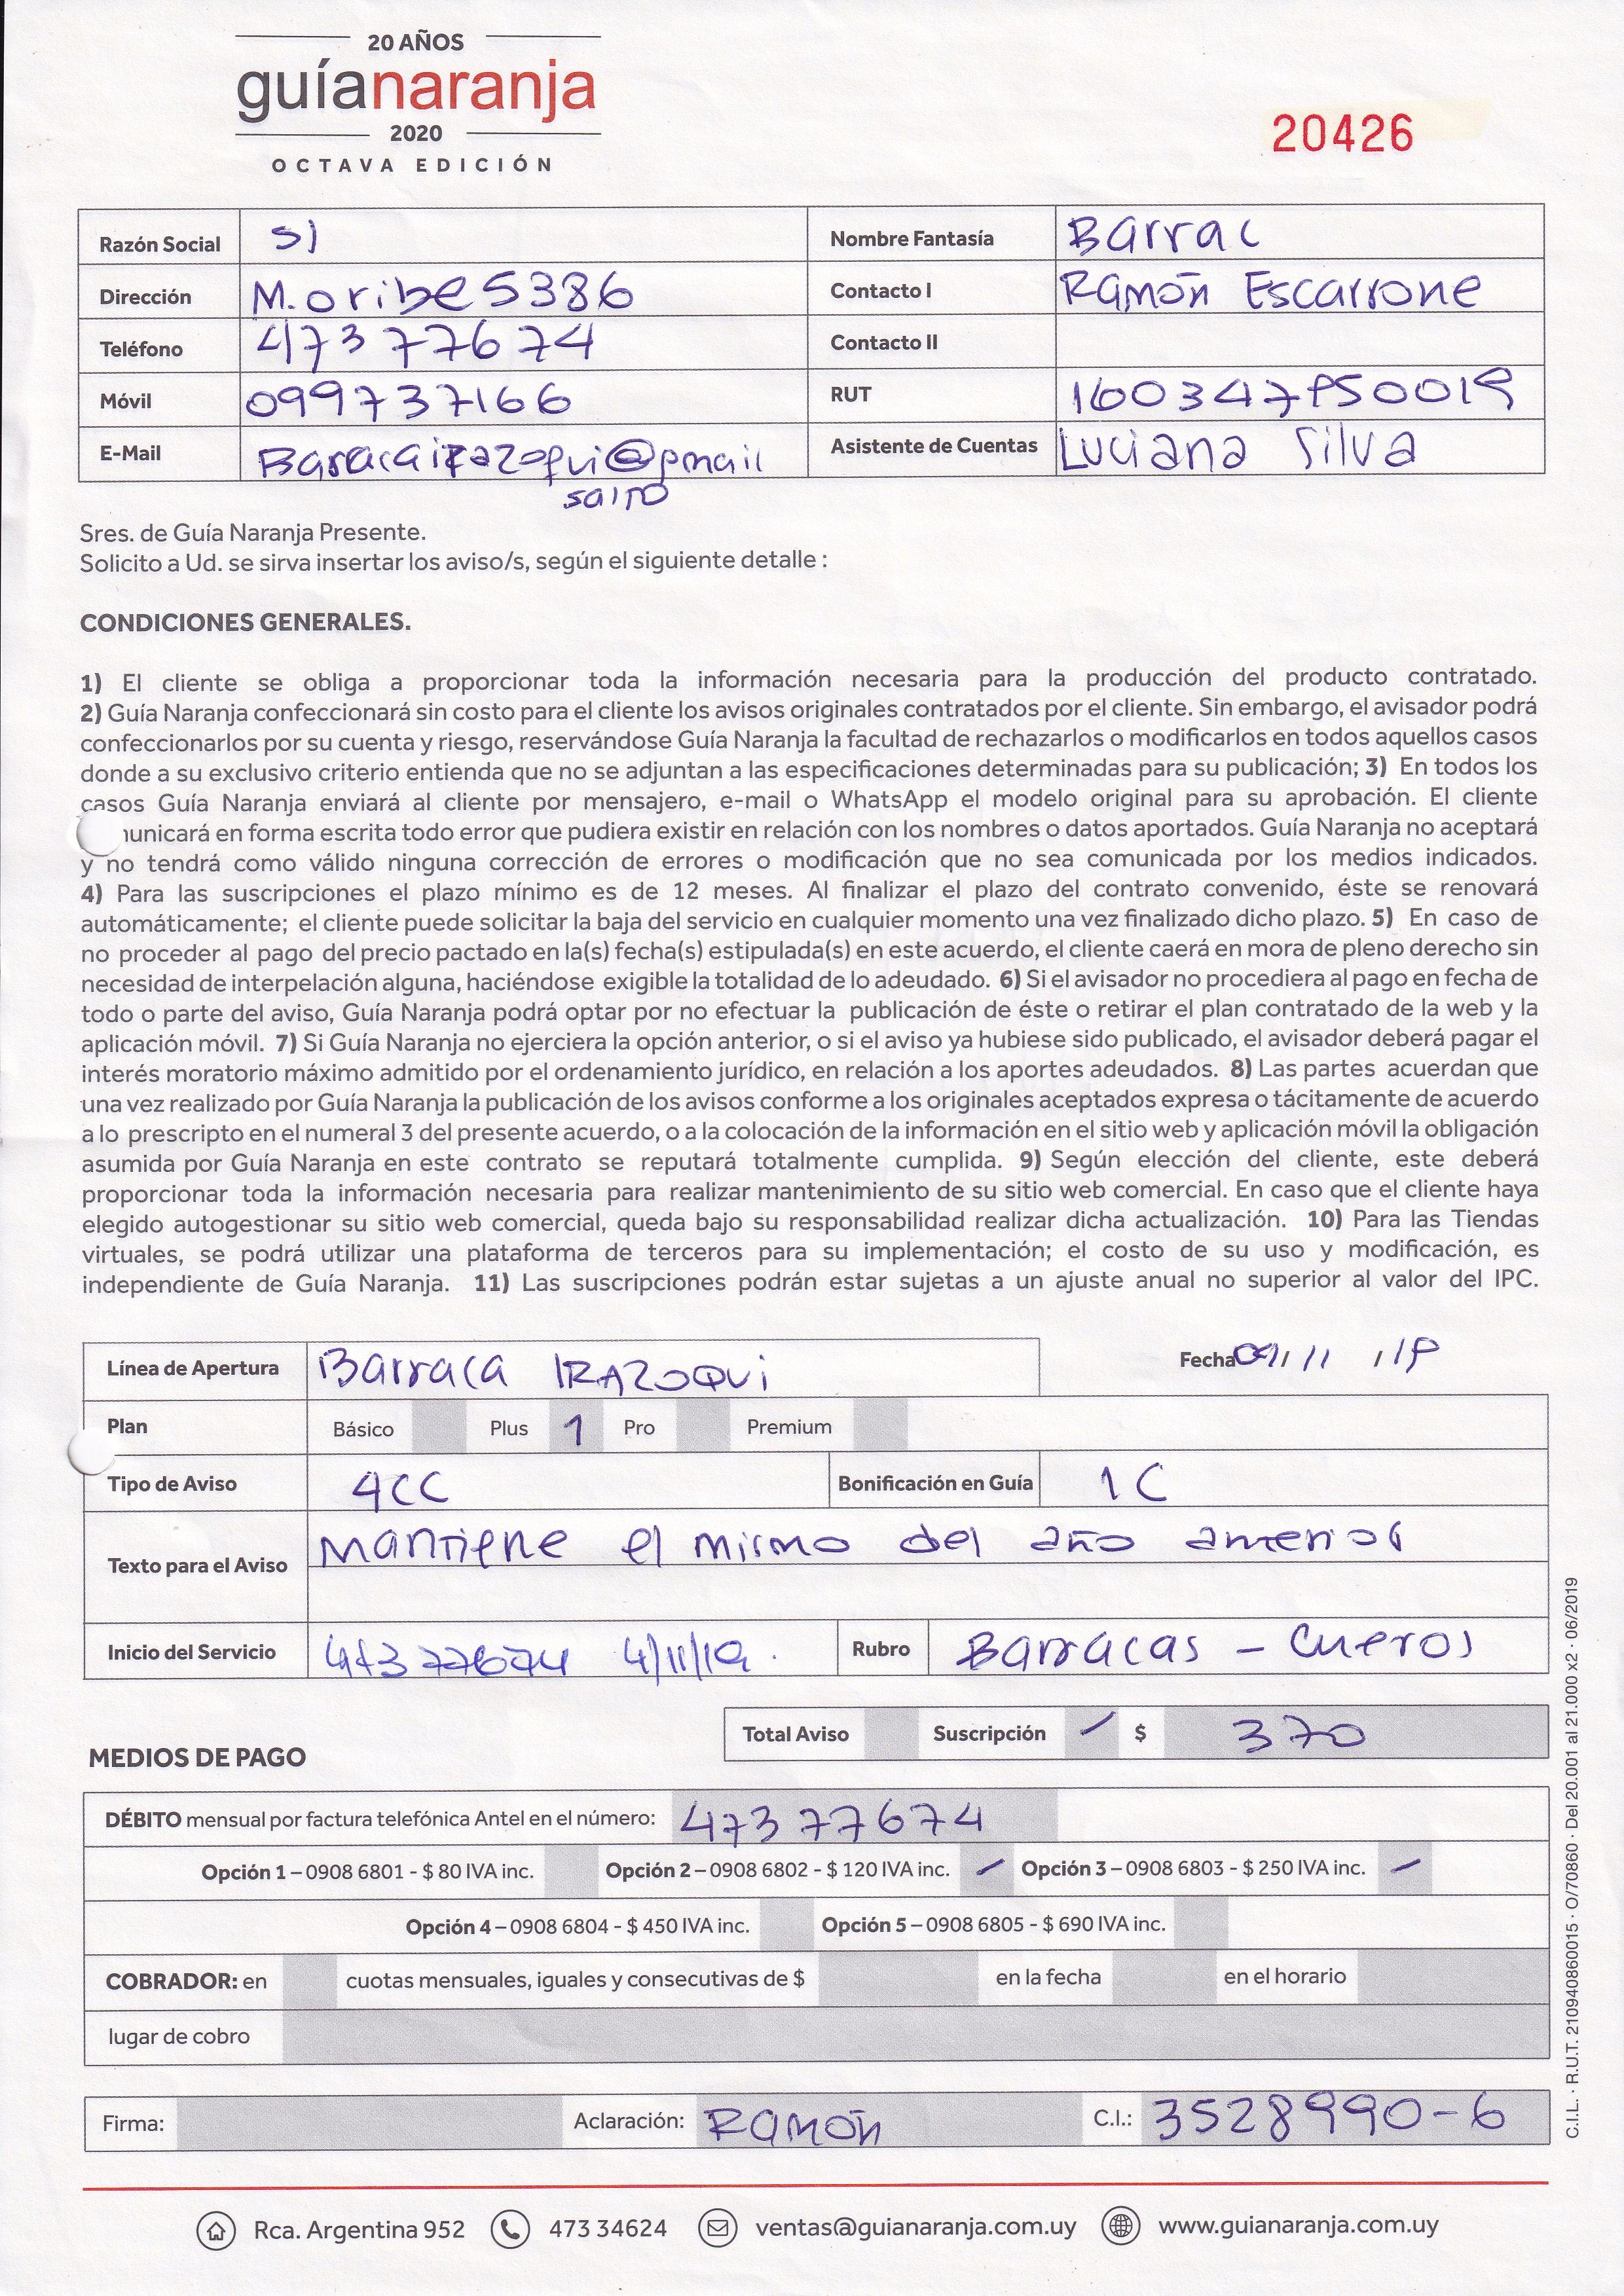 20 AÑOS
guíanaranja
2020
OCTAVA EDICIÓN
20426
Razón Social SI Nombre Fantasía Barrac
Dirección M. oribe 5386 Contacto I Ramón Escarrone
Teléfono 473 77674 Contacto II
Móvil 099737166 RUT
E-Mail Asistente de Cuentas Luciana Silva
Sres. de Guía Naranja Presente.
Solicito a Ud. se sirva insertar los aviso/s, según el siguiente detalle :
CONDICIONES GENERALES.
1) El cliente se obliga a proporcionar toda la información necesaria para la producción del producto contratado.
2) Guía Naranja confeccionará sin costo para el cliente los avisos originales contratados por el cliente. Sin embargo, el avisador podrá
confeccionarlos por su cuenta y riesgo, reservándose Guía Naranja la facultad de rechazarlos o modificarlos en todos aquellos casos
donde a su exclusivo criterio entienda que no se adjuntan a las especificaciones determinadas para su publicación; 3) En todos los
casos Guía Naranja enviará al cliente por mensajero, e-mail o WhatsApp el modelo original para su aprobación. El cliente
unicará en forma escrita todo error que pudiera existir en relación con los nombres o datos aportados. Guía Naranja no aceptará
y no tendrá como válido ninguna corrección de errores o modificación que no sea comunicada por los medios indicados.
4) Para las suscripciones el plazo mínimo es de 12 meses. Al finalizar el plazo del contrato convenido, éste se renovará
automáticamente; el cliente puede solicitar la baja del servicio en cualquier momento una vez finalizado dicho plazo. 5) En caso de
no proceder al pago del precio pactado en la(s) fecha(s) estipulada(s) en este acuerdo, el cliente caerá en mora de pleno derecho sin
necesidad de interpelación alguna, haciéndose exigible la totalidad de lo adeudado. 6) Si el avisador no procediera al pago en fecha de
todo o parte del aviso, Guía Naranja podrá optar por no efectuar la publicación de éste o retirar el plan contratado de la web y la
aplicación móvil. 7) Si Guía Naranja no ejerciera la opción anterior, o si el aviso ya hubiese sido publicado, el avisador deberá pagar el
interés moratorio máximo admitido por el ordenamiento jurídico, en relación a los aportes adeudados. 8) Las partes acuerdan que
una vez realizado por Guía Naranja la publicación de los avisos conforme a los originales aceptados expresa o tácitamente de acuerdo
a lo prescripto en el numeral 3 del presente acuerdo, o a la colocación de la información en el sitio web y aplicación móvil la obligación
asumida por Guía Naranja en este contrato se reputará totalmente cumplida. 9) Según elección del cliente, este deberá
proporcionar toda la información necesaria para realizar mantenimiento de su sitio web comercial. En caso que el cliente haya
elegido autogestionar su sitio web comercial, queda bajo su responsabilidad realizar dicha actualización. 10) Para las Tiendas
virtuales, se podrá utilizar una plataforma de terceros para su implementación; el costo de su uso y modificación, es
independiente de Guía Naranja. 11) Las suscripciones podrán estar sujetas a un ajuste anual no superior al valor del IPC.
Línea de Apertura Barraca IRAZOQUI Fecha
Plan Básico Plus 1 Pro Premium
Tipo de Aviso 4CC Bonificación en Guía 1 C
Texto para el Aviso Mantiene el mismo del año anterior
Inicio del Servicio 473 77674 4/11/19. Rubro Barracas - Cueros
Total Aviso Suscripción $ 370
MEDIOS DE PAGO
DÉBITO mensual por factura telefónica Antel en el número: 473 77674
Opción 1 – 0908 6801 - $ 80 IVA inc. Opción 2 – 0908 6802 - $ 120 IVA inc. Opción 3 – 0908 6803 - $ 250 IVA inc.
Opción 4 – 0908 6804 - $ 450 IVA inc. Opción 5 – 0908 6805 - $ 690 IVA inc.
COBRADOR: en cuotas mensuales, iguales y consecutivas de $ en la fecha en el horario
lugar de cobro
Firma: Aclaración: Ramón C.I.: 3528990-6
C.I.L. · R.U.T. 210940860015 · O/70860 · Del 20.001 al 21.000 x2 · 06/2019
Rca. Argentina 952 473 34624 ventas@guianaranja.com.uy www.guianaranja.com.uy